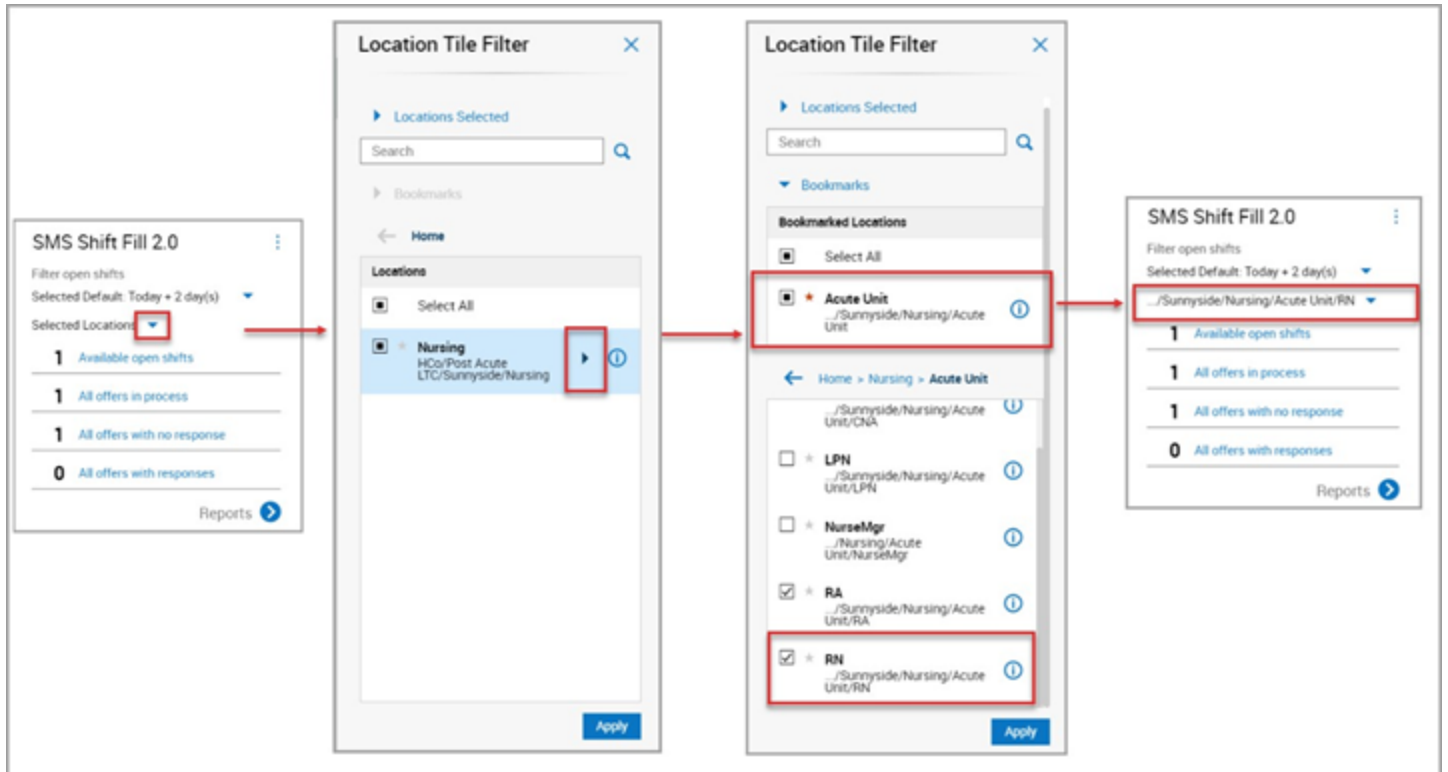 SMS Shift Fill 2.0
Filter open shifts
Selected Default: Today + 2 day(s)
Selected Locations
1 Available open shifts
1 All offers in process
1 All offers with no response
0 All offers with responses
Reports
Location Tile Filter
Locations Selected
Search
Bookmarks
Home
Locations
Select All
Nursing
HCo/Post Acute
LTC/Sunnyside/Nursing
Apply
Location Tile Filter
Locations Selected
Search
Bookmarks
Bookmarked Locations
Select All
Acute Unit
.../Sunnyside/Nursing/Acute
Unit
Home > Nursing > Acute Unit
.../Sunnyside/Nursing/Acute
Unit/CNA
LPN
.../Sunnyside/Nursing/Acute
Unit/LPN
NurseMgr
.../Nursing/Acute
Unit/NurseMgr
RA
.../Sunnyside/Nursing/Acute
Unit/RA
RN
.../Sunnyside/Nursing/Acute
Unit/RN
Apply
SMS Shift Fill 2.0
Filter open shifts
Selected Default: Today + 2 day(s)
.../Sunnyside/Nursing/Acute Unit/RN
1 Available open shifts
1 All offers in process
1 All offers with no response
0 All offers with responses
Reports